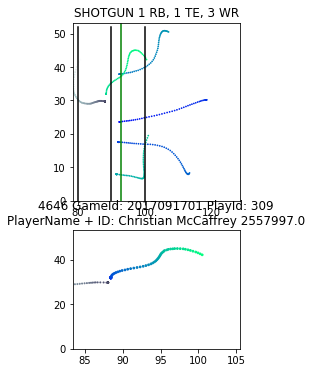 SHOTGUN 1 RB, 1 TE, 3 WR
50
40
30
20
10
0
80 100 120
4646 GameId: 2017091701 PlayId: 309
PlayerName + ID: Christian McCaffrey 2557997.0
40
20
0
85 90 95 100 105